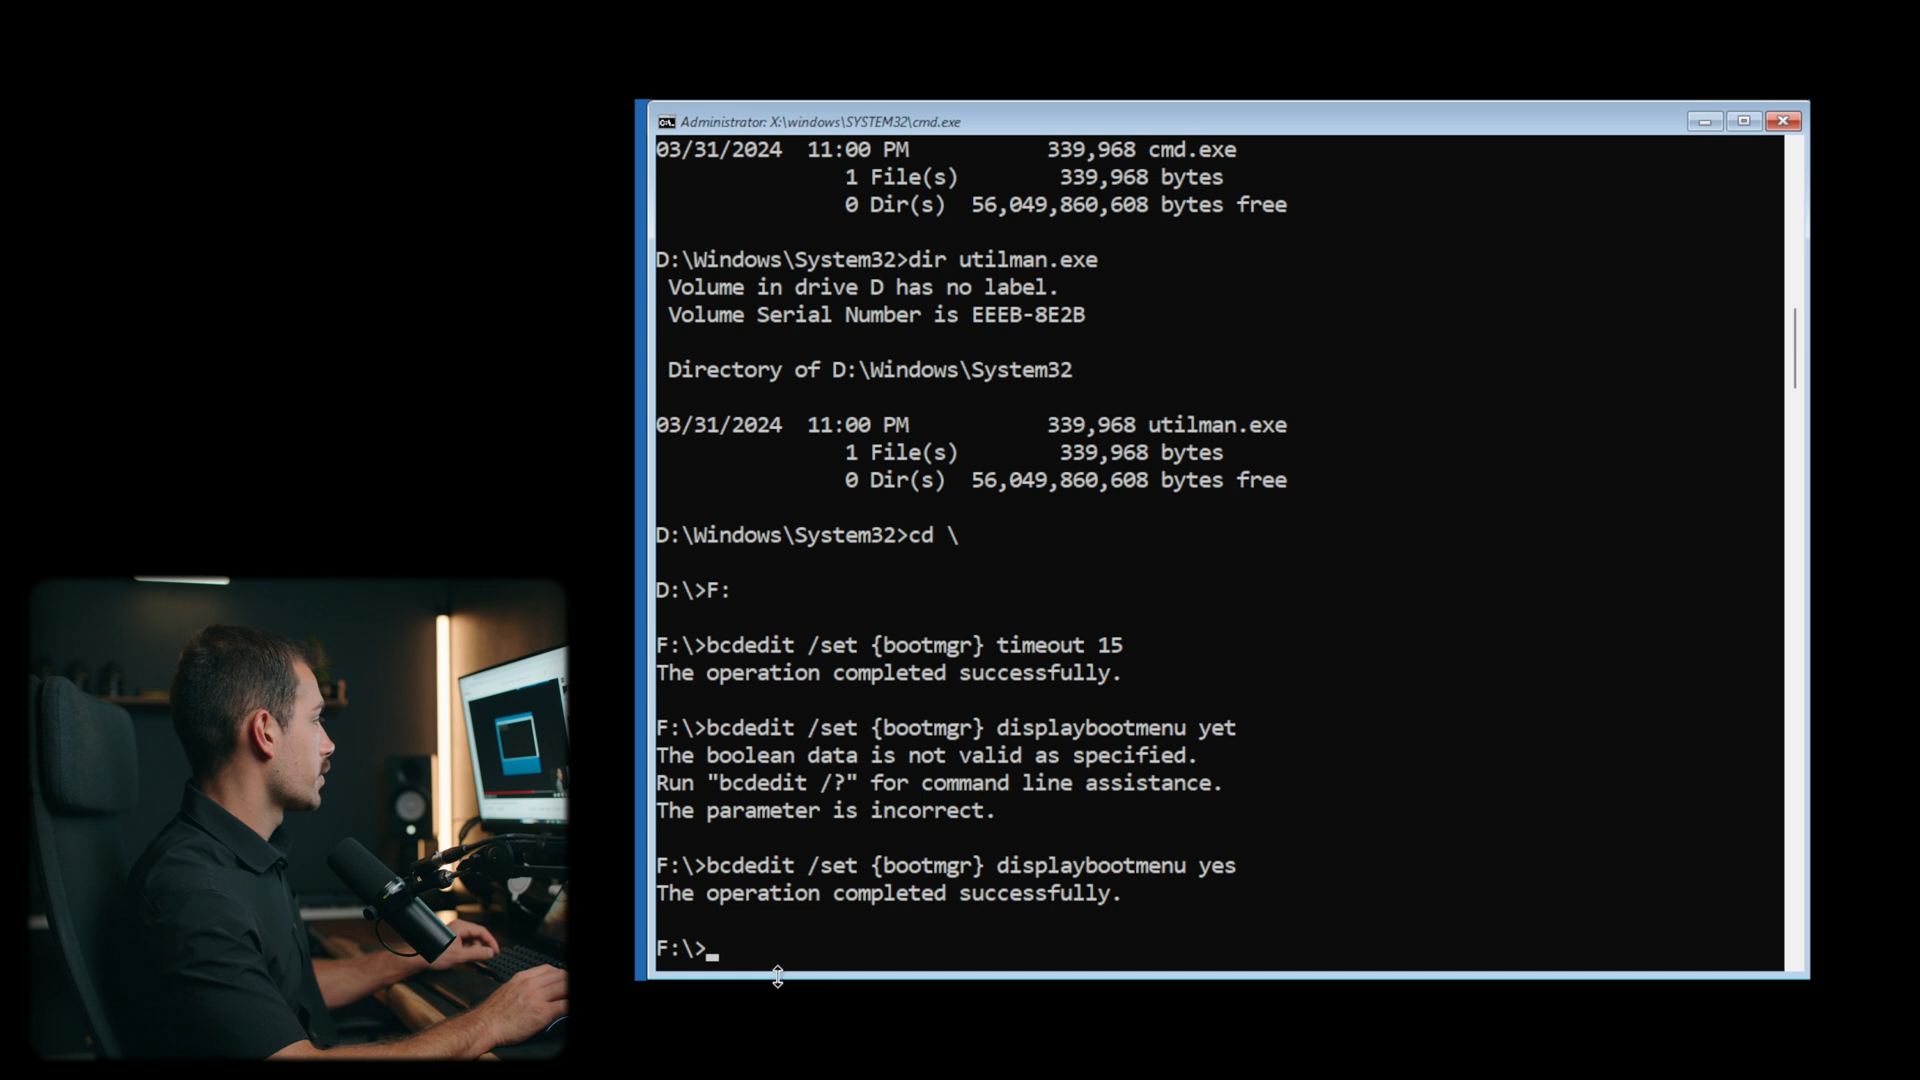 Administrator: X:\windows\SYSTEM32\cmd.exe
03/31/2024  11:00 PM           339,968 cmd.exe
               1 File(s)        339,968 bytes
               0 Dir(s)  56,049,860,608 bytes free
D:\Windows\System32>dir utilman.exe
 Volume in drive D has no label.
 Volume Serial Number is EEEB-8E2B
 Directory of D:\Windows\System32
03/31/2024  11:00 PM           339,968 utilman.exe
               1 File(s)        339,968 bytes
               0 Dir(s)  56,049,860,608 bytes free
D:\Windows\System32>cd \
D:\>F:
F:\>bcdedit /set {bootmgr} timeout 15
The operation completed successfully.
F:\>bcdedit /set {bootmgr} displaybootmenu yet
The boolean data is not valid as specified.
Run "bcdedit /?" for command line assistance.
The parameter is incorrect.
F:\>bcdedit /set {bootmgr} displaybootmenu yes
The operation completed successfully.
F:\>